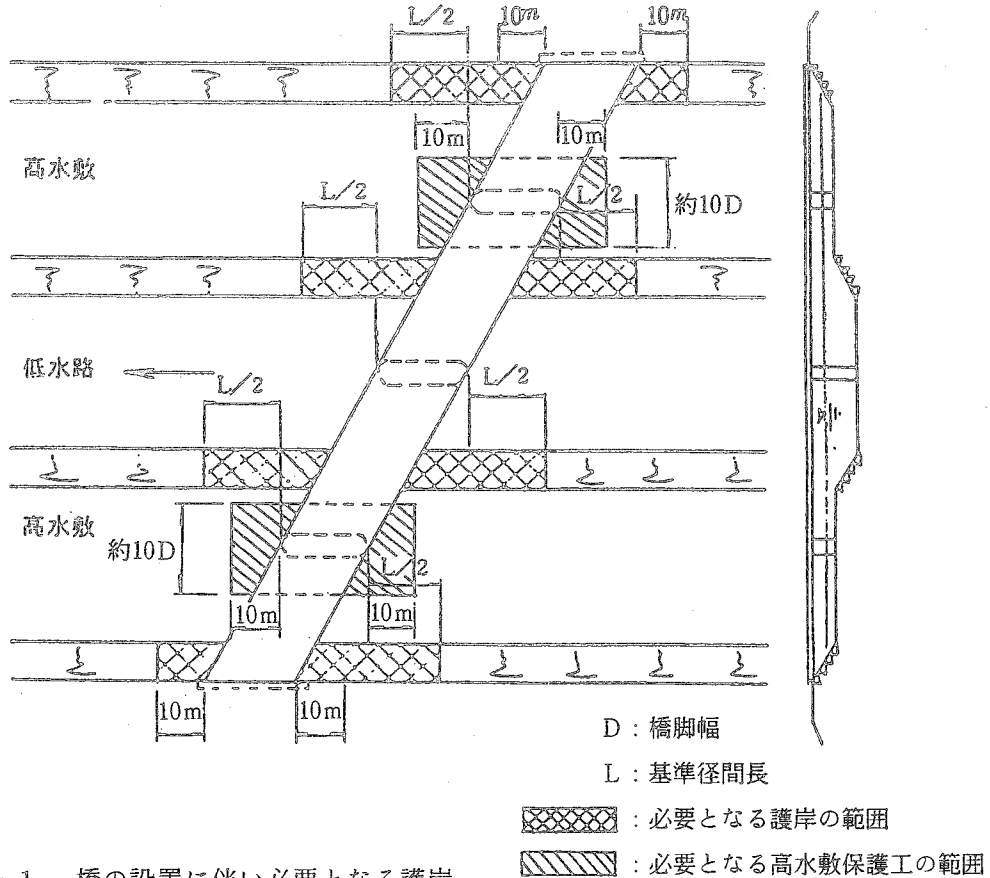 L/2
10m
10m
10m
10m
高水敷
L/2
L/2
約10D
低水路
L/2
L/2
高水敷
約10D
L/2
10m
10m
10m
10m
D：橋脚幅
L：基準径間長
：必要となる護岸の範囲
：必要となる高水敷保護工の範囲
1 橋の設置に伴い必要となる護岸